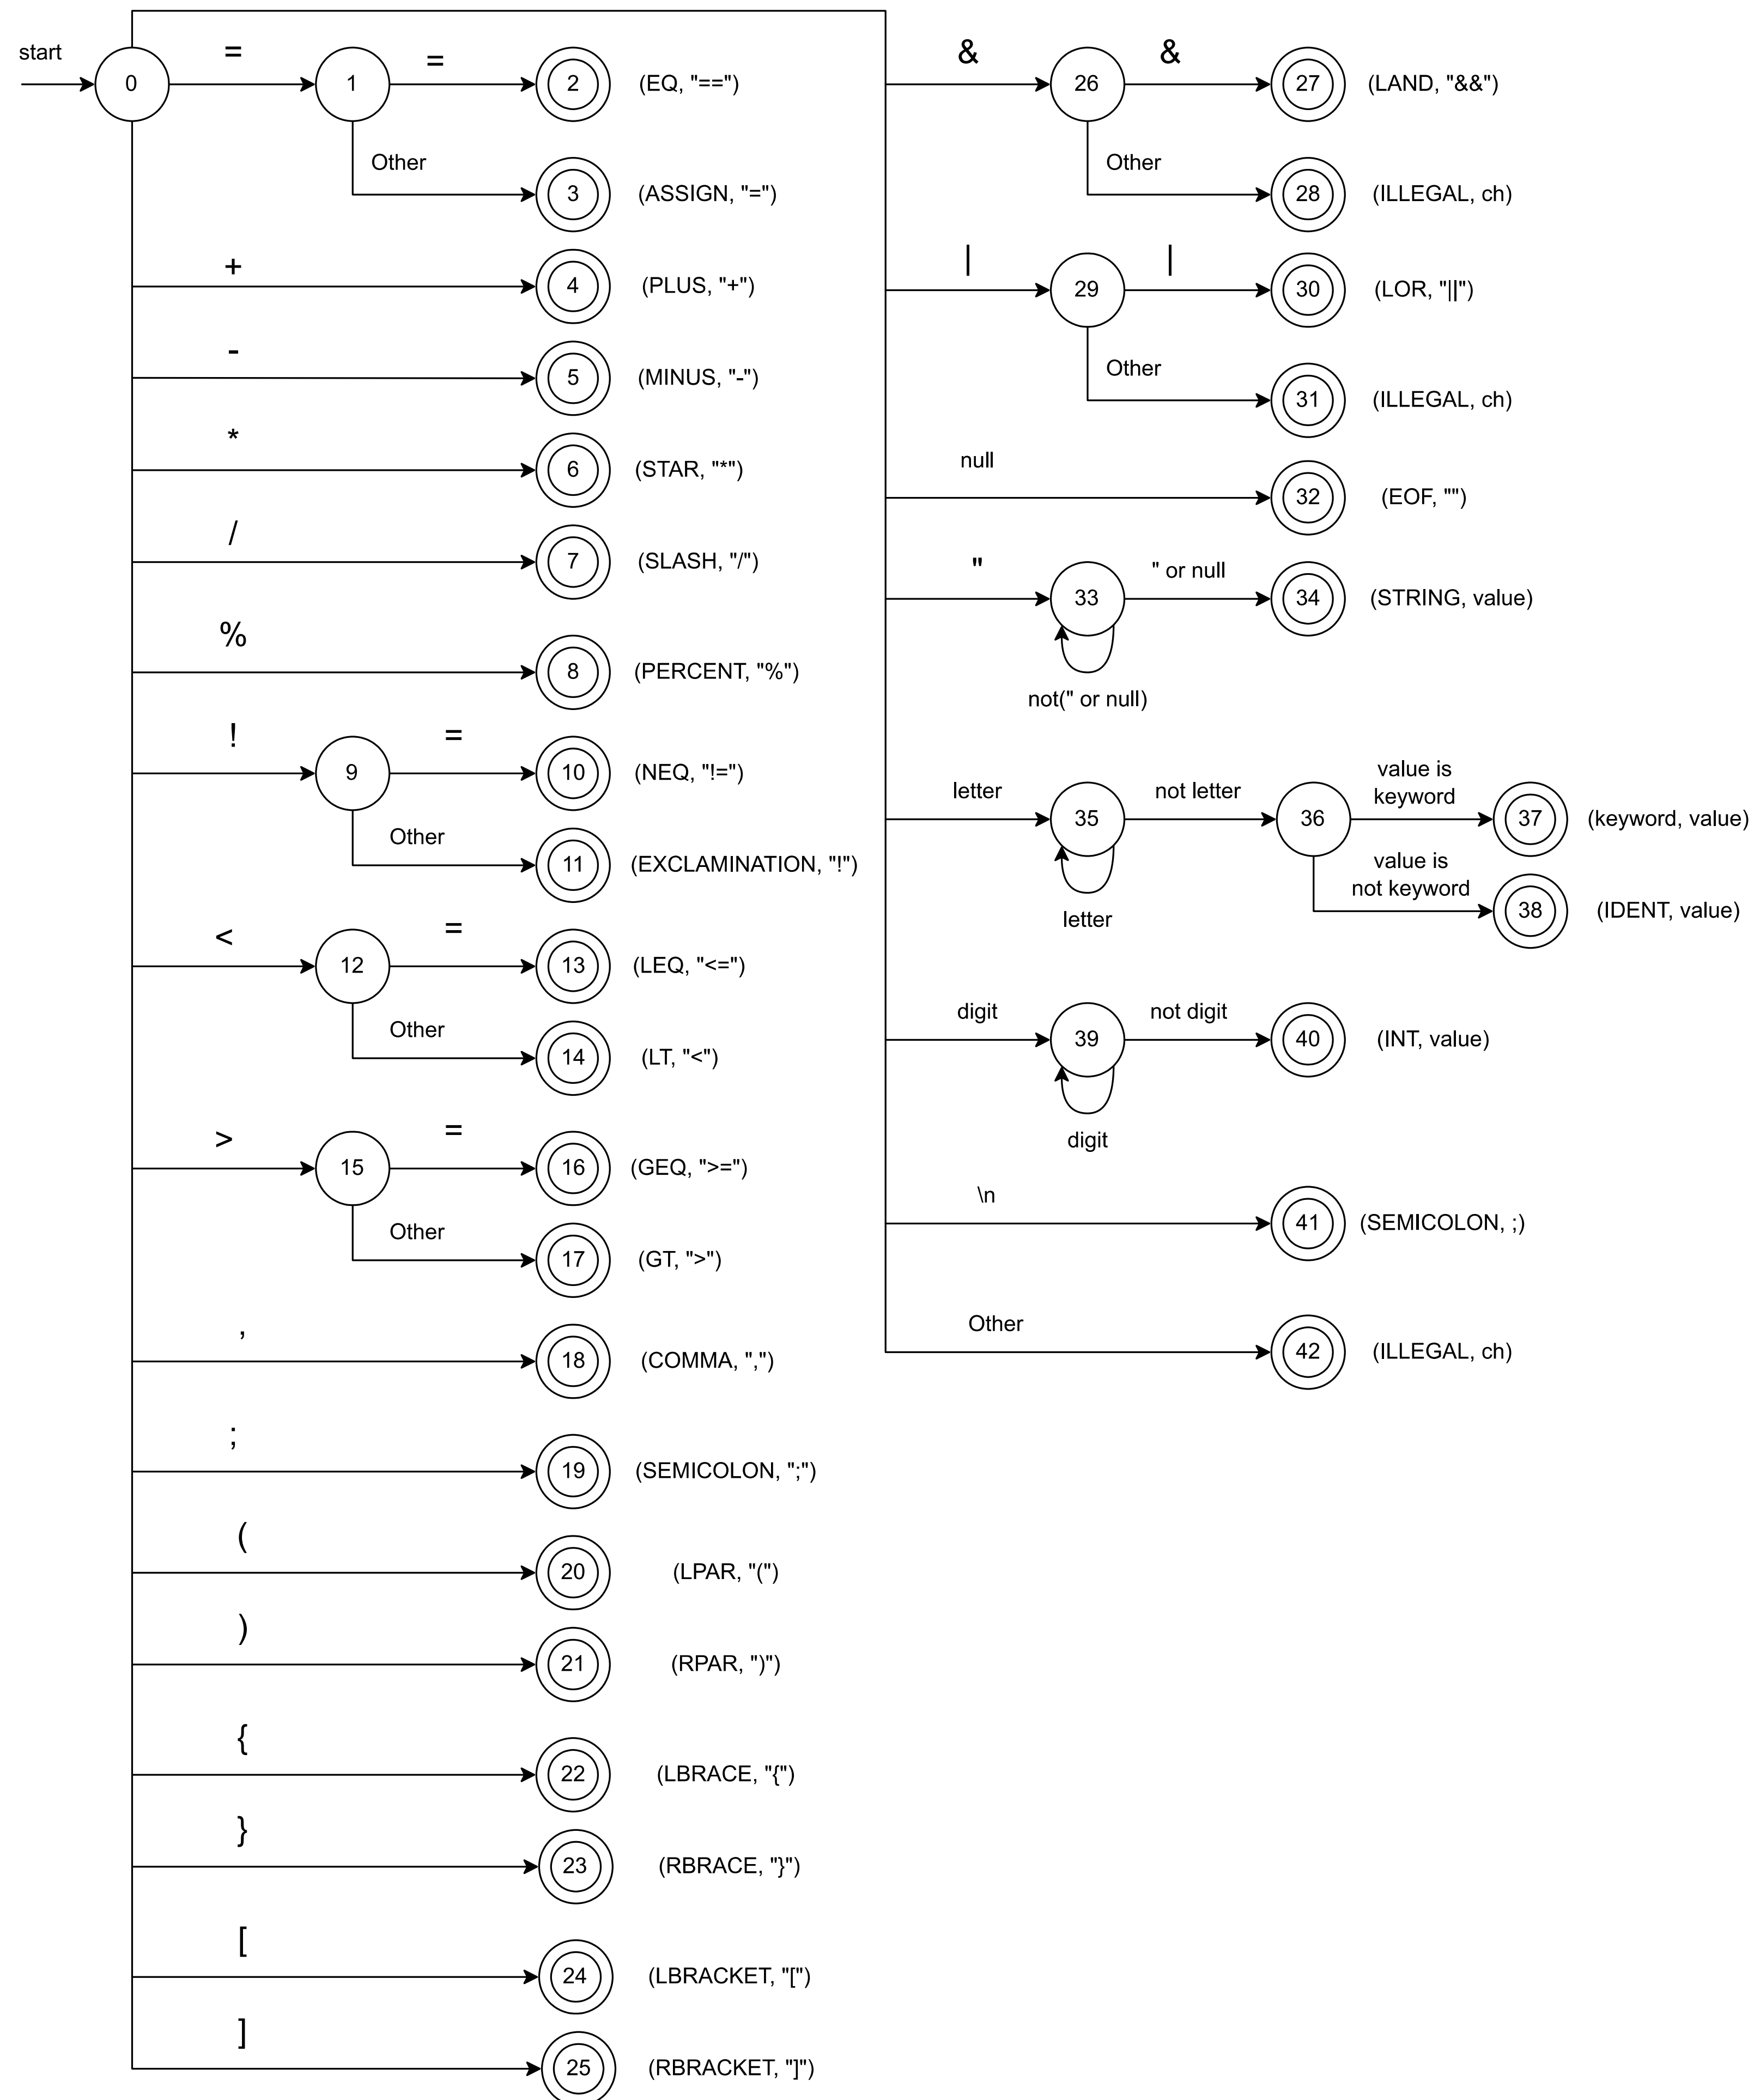 start
0
=
1
=
2
(EQ, "==")
Other
3
(ASSIGN, "=")
+
4
(PLUS, "+")
-
5
(MINUS, "-")
*
6
(STAR, "*")
/
7
(SLASH, "/")
%
8
(PERCENT, "%")
!
9
=
10
(NEQ, "!=")
Other
11
(EXCLAMINATION, "!")
<
12
=
13
(LEQ, "<=")
Other
14
(LT, "<")
>
15
=
16
(GEQ, ">=")
Other
17
(GT, ">")
,
18
(COMMA, ",")
;
19
(SEMICOLON, ";")
(
20
(LPAR, "(")
)
21
(RPAR, ")")
{
22
(LBRACE, "{")
}
23
(RBRACE, "}")
[
24
(LBRACKET, "[")
]
25
(RBRACKET, "]")
&
26
&
27
(LAND, "&&")
Other
28
(ILLEGAL, ch)
|
29
|
30
(LOR, "||")
Other
31
(ILLEGAL, ch)
null
32
(EOF, "")
"
33
" or null
34
(STRING, value)
not(" or null)
letter
35
not letter
36
value is
keyword
37
(keyword, value)
value is
not keyword
38
(IDENT, value)
letter
digit
39
not digit
40
(INT, value)
digit
\n
41
(SEMICOLON, ;)
Other
42
(ILLEGAL, ch)